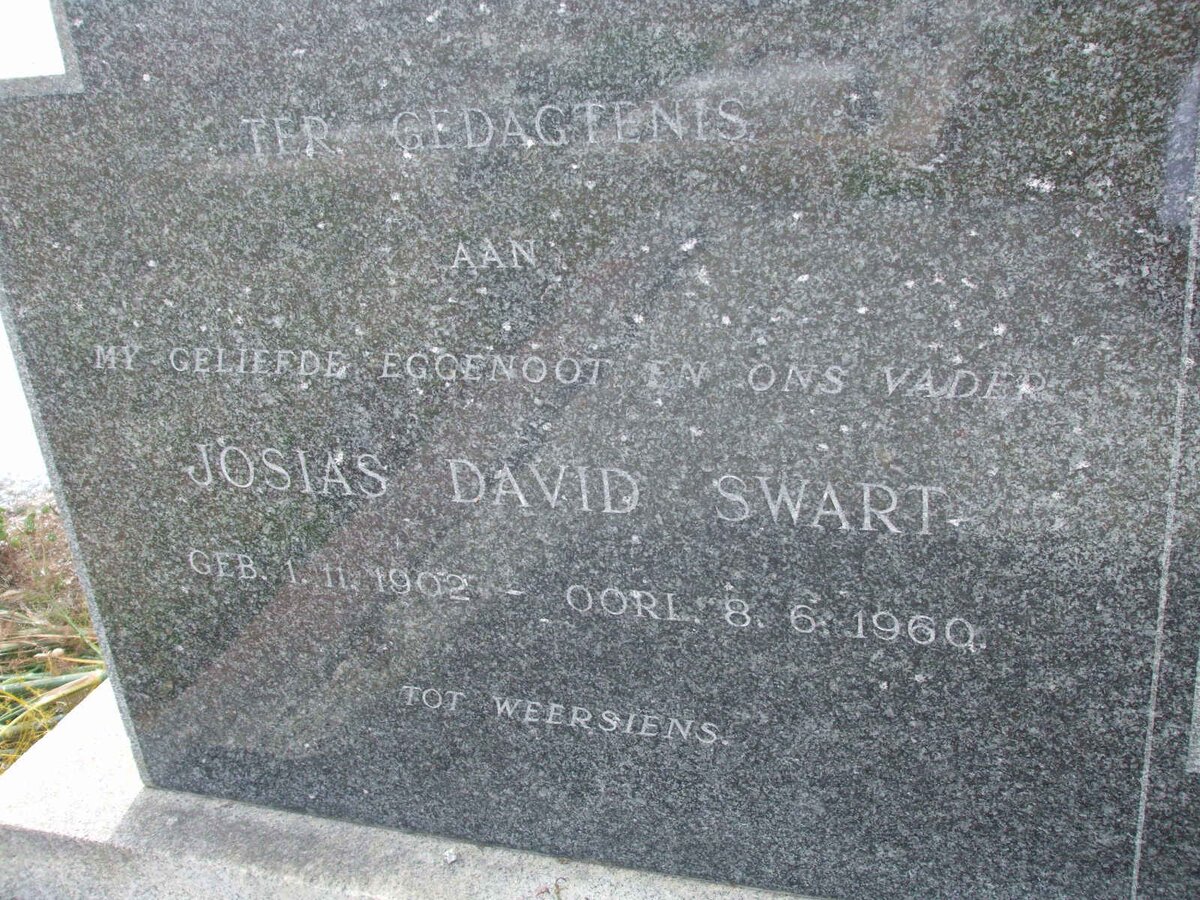 TER GEDAGTENIS
AAN
MY GELIEFDE EGGENOOT EN ONS VADER
JOSIAS DAVID SWART
GEB. 1. 11. 1902 - OORL. 8. 6. 1960.
TOT WEERSIENS.